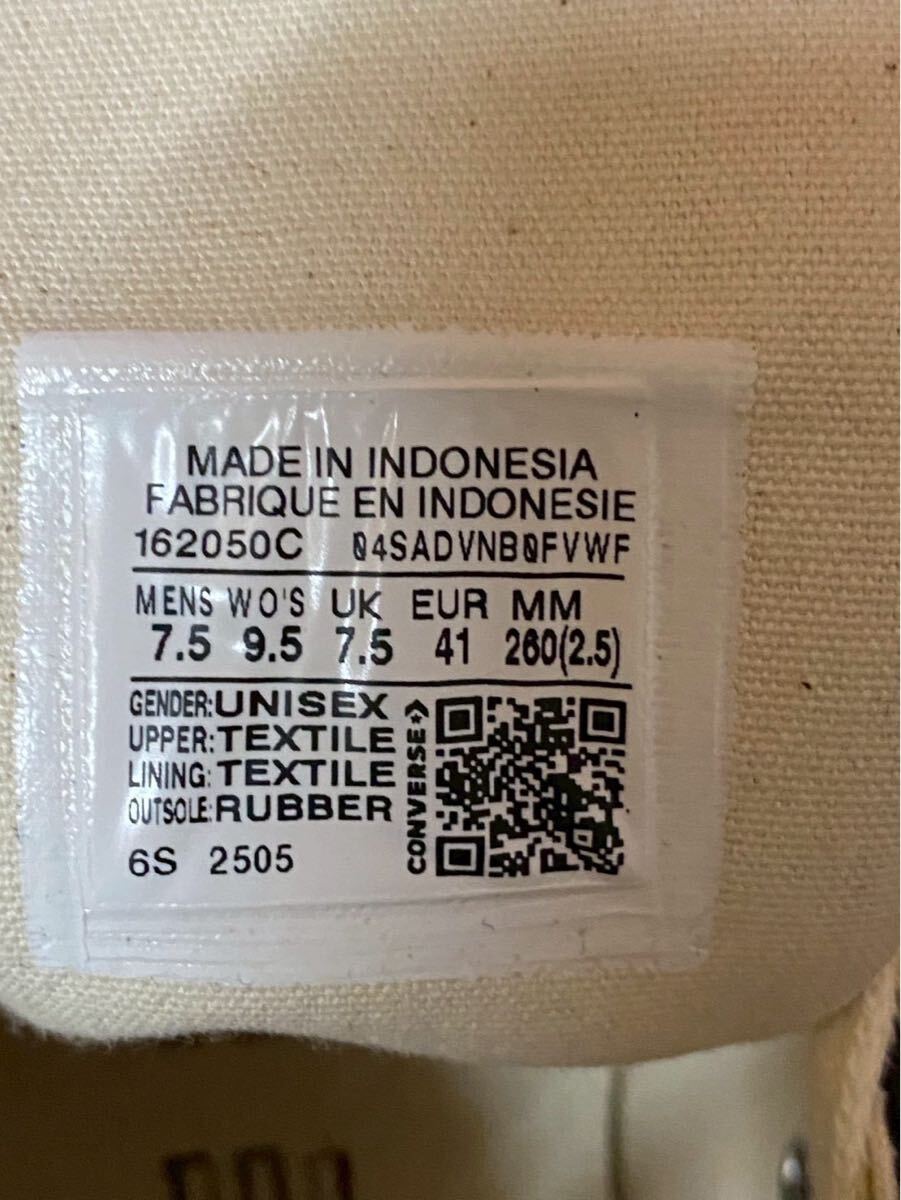 MADE IN INDONESIA
FABRIQUE EN INDONESIE
162050C 04SADVNB0FVWF
MENS WO'S UK EUR MM
7.5 9.5 7.5 41 260(2.5)
GENDER:UNISEX
UPPER:TEXTILE
LINING:TEXTILE
OUTSOLE:RUBBER
6S 2505
CONVERSE